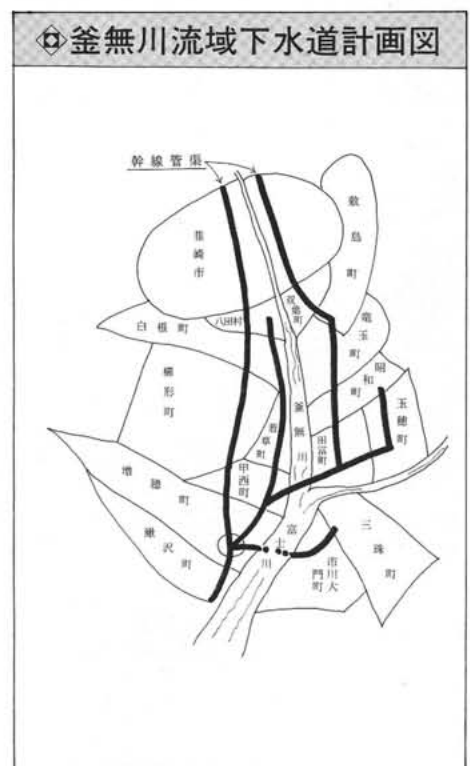 釜無川流域下水道計画図
幹線管渠
韮崎市
敷島町
双葉町
八田村
白根町
竜玉町
昭和町
玉穂町
櫛形町
若草町
釜無川
田富町
甲西町
増穂町
鰍沢町
富士川
三珠町
市川大門町